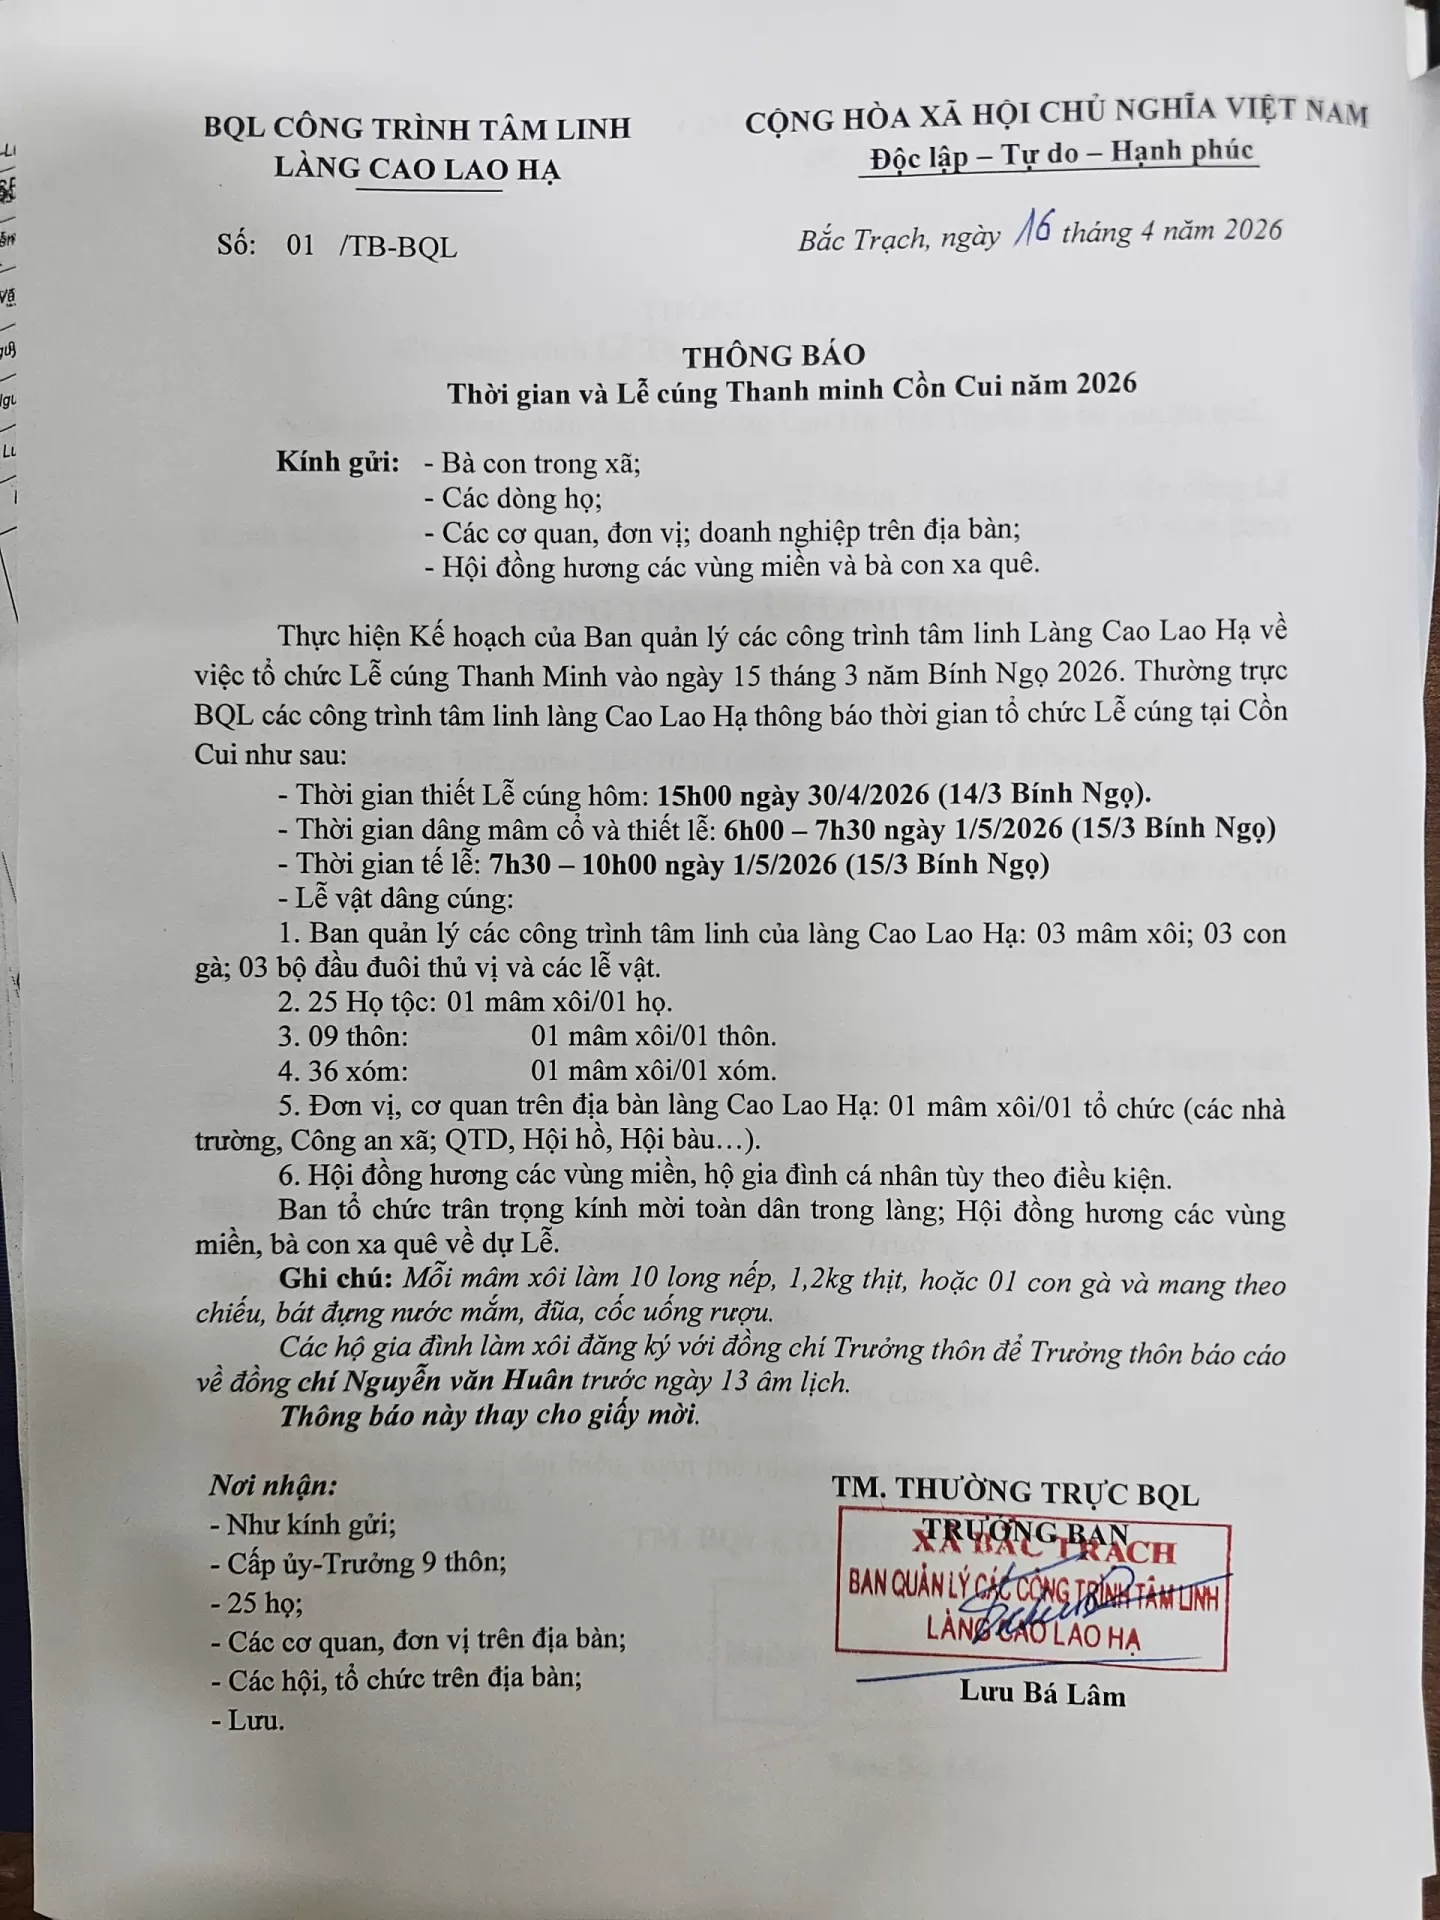 BQL CÔNG TRÌNH TÂM LINH
LÀNG CAO LAO HẠ
CỘNG HÒA XÃ HỘI CHỦ NGHĨA VIỆT NAM
Độc lập – Tự do – Hạnh phúc
Số: 01 /TB-BQL
Bắc Trạch, ngày 16 tháng 4 năm 2026
THÔNG BÁO
Thời gian và Lễ cúng Thanh minh Cồn Cui năm 2026
Kính gửi: - Bà con trong xã;
- Các dòng họ;
- Các cơ quan, đơn vị; doanh nghiệp trên địa bàn;
- Hội đồng hương các vùng miền và bà con xa quê.
Thực hiện Kế hoạch của Ban quản lý các công trình tâm linh Làng Cao Lao Hạ về
việc tổ chức Lễ cúng Thanh Minh vào ngày 15 tháng 3 năm Bính Ngọ 2026. Thường trực
BQL các công trình tâm linh làng Cao Lao Hạ thông báo thời gian tổ chức Lễ cúng tại Cồn
Cui như sau:
- Thời gian thiết Lễ cúng hôm: 15h00 ngày 30/4/2026 (14/3 Bính Ngọ).
- Thời gian dâng mâm cổ và thiết lễ: 6h00 – 7h30 ngày 1/5/2026 (15/3 Bính Ngọ)
- Thời gian tế lễ: 7h30 – 10h00 ngày 1/5/2026 (15/3 Bính Ngọ)
- Lễ vật dâng cúng:
1. Ban quản lý các công trình tâm linh của làng Cao Lao Hạ: 03 mâm xôi; 03 con
gà; 03 bộ đầu đuôi thủ vị và các lễ vật.
2. 25 Họ tộc: 01 mâm xôi/01 họ.
3. 09 thôn: 01 mâm xôi/01 thôn.
4. 36 xóm: 01 mâm xôi/01 xóm.
5. Đơn vị, cơ quan trên địa bàn làng Cao Lao Hạ: 01 mâm xôi/01 tổ chức (các nhà
trường, Công an xã; QTD, Hội hồ, Hội bàu…).
6. Hội đồng hương các vùng miền, hộ gia đình cá nhân tùy theo điều kiện.
Ban tổ chức trân trọng kính mời toàn dân trong làng; Hội đồng hương các vùng
miền, bà con xa quê về dự Lễ.
Ghi chú: Mỗi mâm xôi làm 10 long nếp, 1,2kg thịt, hoặc 01 con gà và mang theo
chiếu, bát đựng nước mắm, đũa, cốc uống rượu.
Các hộ gia đình làm xôi đăng ký với đồng chí Trưởng thôn để Trưởng thôn báo cáo
về đồng chí Nguyễn văn Huân trước ngày 13 âm lịch.
Thông báo này thay cho giấy mời.
Nơi nhận:
- Như kính gửi;
- Cấp ủy-Trưởng 9 thôn;
- 25 họ;
- Các cơ quan, đơn vị trên địa bàn;
- Các hội, tổ chức trên địa bàn;
- Lưu.
TM. THƯỜNG TRỰC BQL
TRƯỞNG BAN
XÃ BẮC TRẠCH
BAN QUẢN LÝ CÁC CÔNG TRÌNH TÂM LINH
LÀNG CAO LAO HẠ
Lưu Bá Lâm